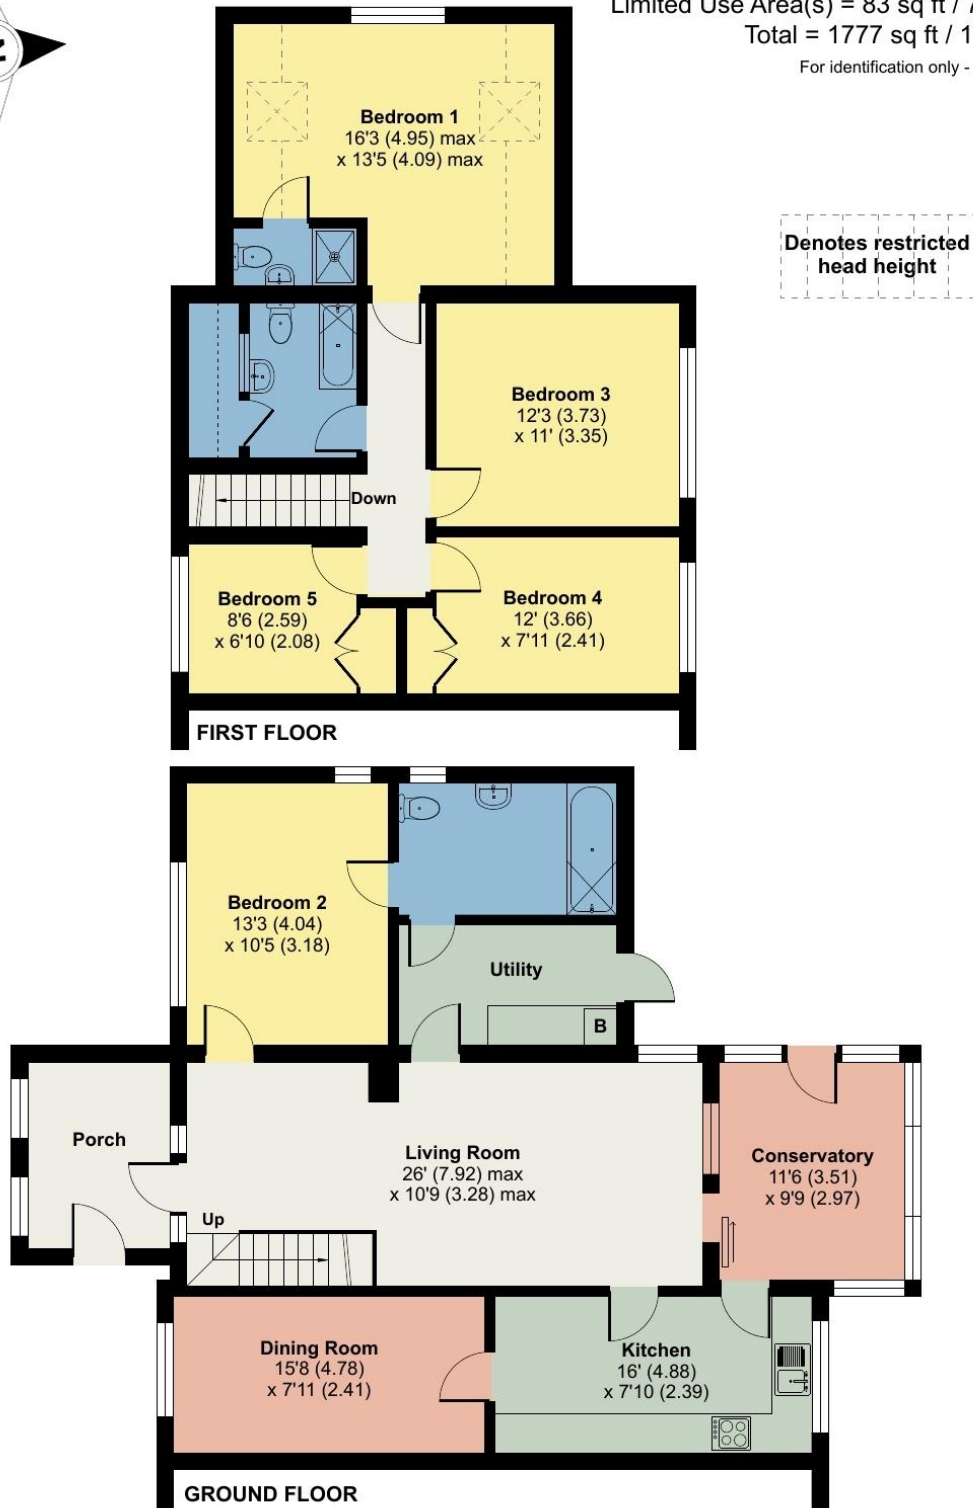 Limited Use Area(s) = 83 sq ft /
Total = 1777 sq ft /
For identification only -
Denotes restricted
head height
Bedroom 1
16'3 (4.95) max
x 13'5 (4.09) max
Bedroom 3
12'3 (3.73)
x 11' (3.35)
Down
Bedroom 5
8'6 (2.59)
x 6'10 (2.08)
Bedroom 4
12' (3.66)
x 7'11 (2.41)
FIRST FLOOR
Bedroom 2
13'3 (4.04)
x 10'5 (3.18)
Utility
B
Porch
Living Room
26' (7.92) max
x 10'9 (3.28) max
Conservatory
11'6 (3.51)
x 9'9 (2.97)
Up
Dining Room
15'8 (4.78)
x 7'11 (2.41)
Kitchen
16' (4.88)
x 7'10 (2.39)
GROUND FLOOR